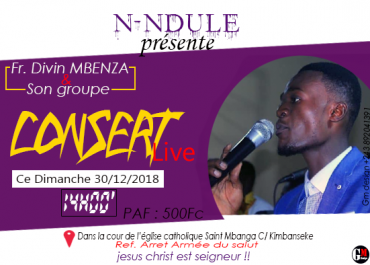 N-NDULE
présente
Fr. Divin MBENZA
&
Son groupe
CONSERT
Live
Ce Dimanche 30/12/2018
14H00'
PAF : 500Fc
Dans la cour de l'église catholique Saint Mbanga C/ Kimbanseke
Ref. Arret Armée du salut
jesus christ est seigneur !!